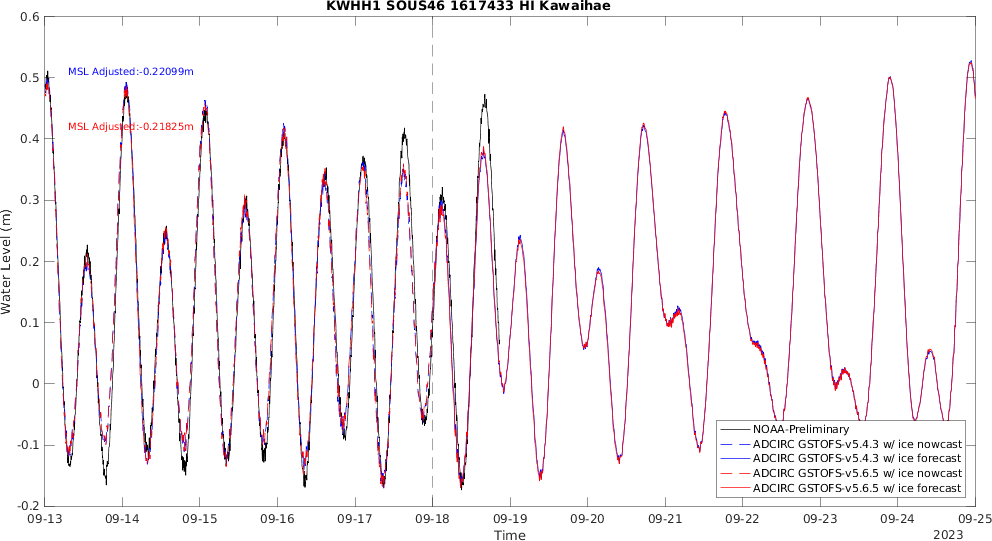 KWHH1 SOUS46 1617433 HI Kawaihae
0.6
0.5
0.4
0.3
0.2
0.1
0
-0.1
-0.2
Water Level (m)
MSL Adjusted:-0.22099m
MSL Adjusted:-0.21825m
NOAA-Preliminary
ADCIRC GSTOFS-v5.4.3 w/ ice nowcast
ADCIRC GSTOFS-v5.4.3 w/ ice forecast
ADCIRC GSTOFS-v5.6.5 w/ ice nowcast
ADCIRC GSTOFS-v5.6.5 w/ ice forecast
09-13 09-14 09-15 09-16 09-17 09-18 09-19 09-20 09-21 09-22 09-23 09-24 09-25
Time
2023